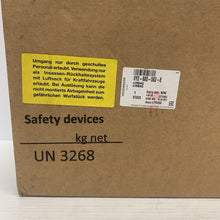 Umgang nur durch geschultes
Personal erlaubt. Verwendung nur
als Insassen-Rückhaltesystem
mit Luftsack für Kraftfahrzeuge
erlaubt. Bei Auslösung kann die
nicht montierte Airbageinheit zum
gefährlichen Wurfstück werden.
Safety devices
kg net
UN 3268